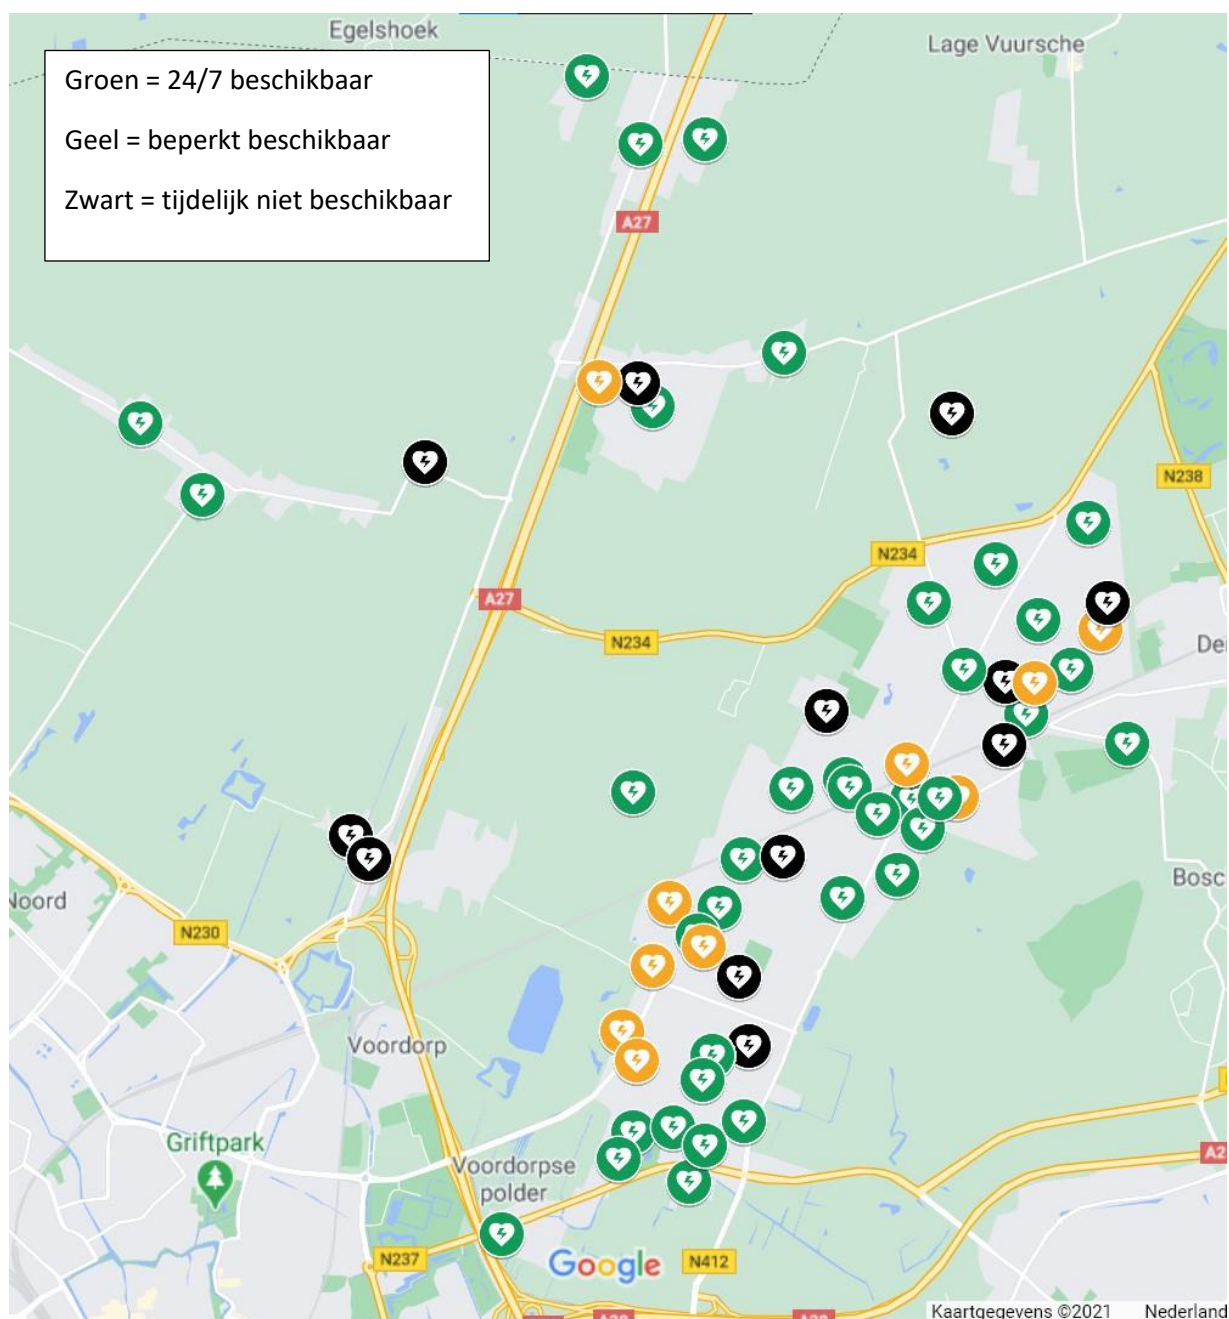 Egelshoek
Lage Vuursche
Groen = 24/7 beschikbaar
Geel = beperkt beschikbaar
Zwart = tijdelijk niet beschikbaar
A27
N238
N234
A27
N234
Der
Bosc
Noord
N230
Voordorp
Griftpark
Voordorpse
polder
A2
N237
Google
N412
Kaartgegevens ©2021 Nederland